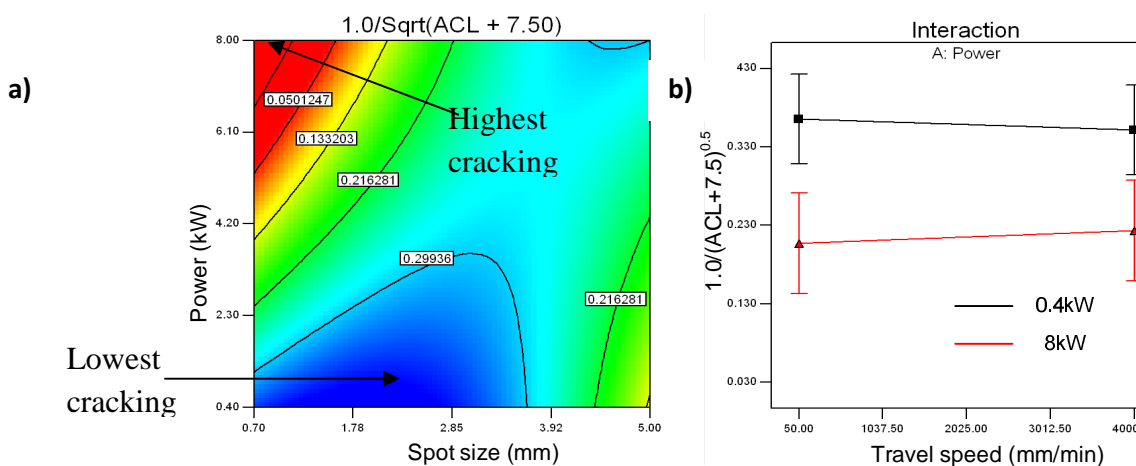 a)
1.0/Sqrt(ACL + 7.50)
8.00
6.10
4.20
2.30
0.40
Power (kW)
0.0501247
0.133203
0.216281
0.29936
0.216281
Highest
cracking
Lowest
cracking
0.70
1.78
2.85
3.92
5.00
Spot size (mm)
b)
Interaction
A: Power
430
0.330
0.230
0.130
0.030
1.0/(ACL+7.5)0.5
0.4kW
8kW
50.00
1037.50
2025.00
3012.50
4000
Travel speed (mm/min)